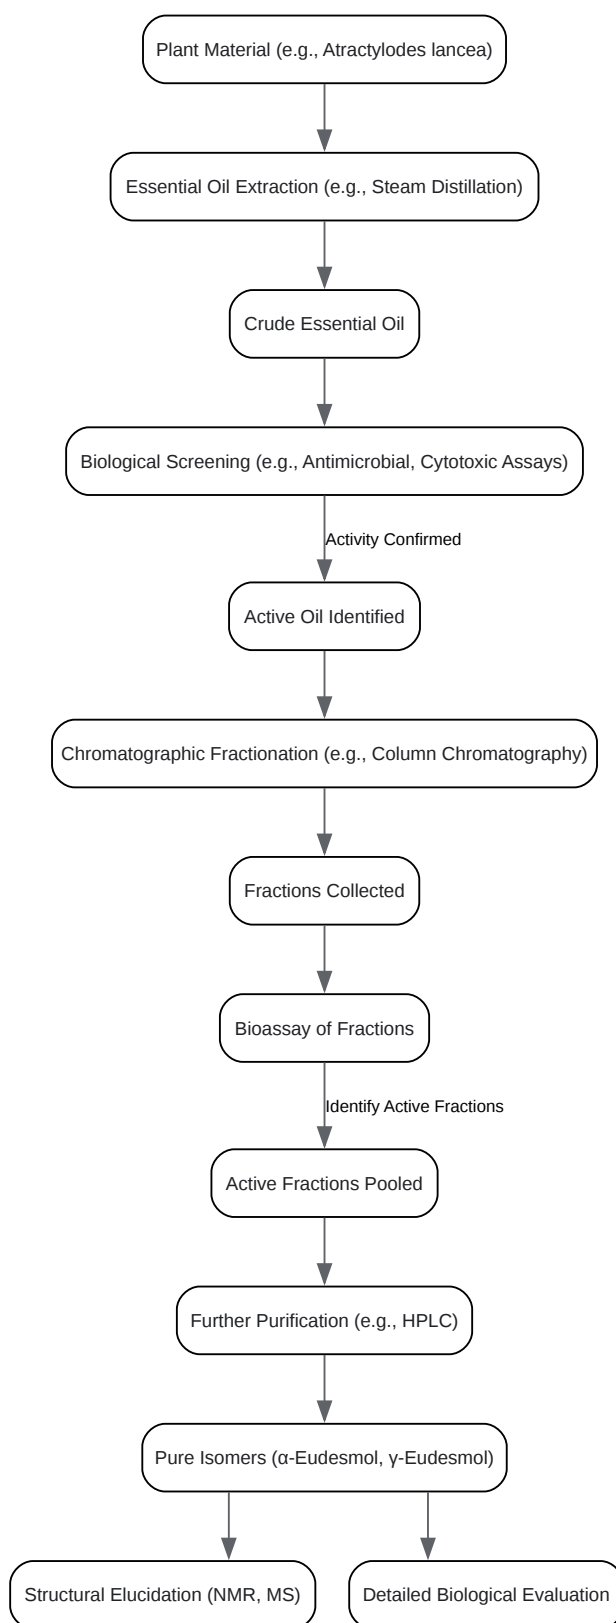 Plant Material (e.g., Atractylodes lancea)
Essential Oil Extraction (e.g., Steam Distillation)
Crude Essential Oil
Biological Screening (e.g., Antimicrobial, Cytotoxic Assays)
Activity Confirmed
Active Oil Identified
Chromatographic Fractionation (e.g., Column Chromatography)
Fractions Collected
Bioassay of Fractions
Identify Active Fractions
Active Fractions Pooled
Further Purification (e.g., HPLC)
Pure Isomers (α-Eudesmol, γ-Eudesmol)
Structural Elucidation (NMR, MS)
Detailed Biological Evaluation